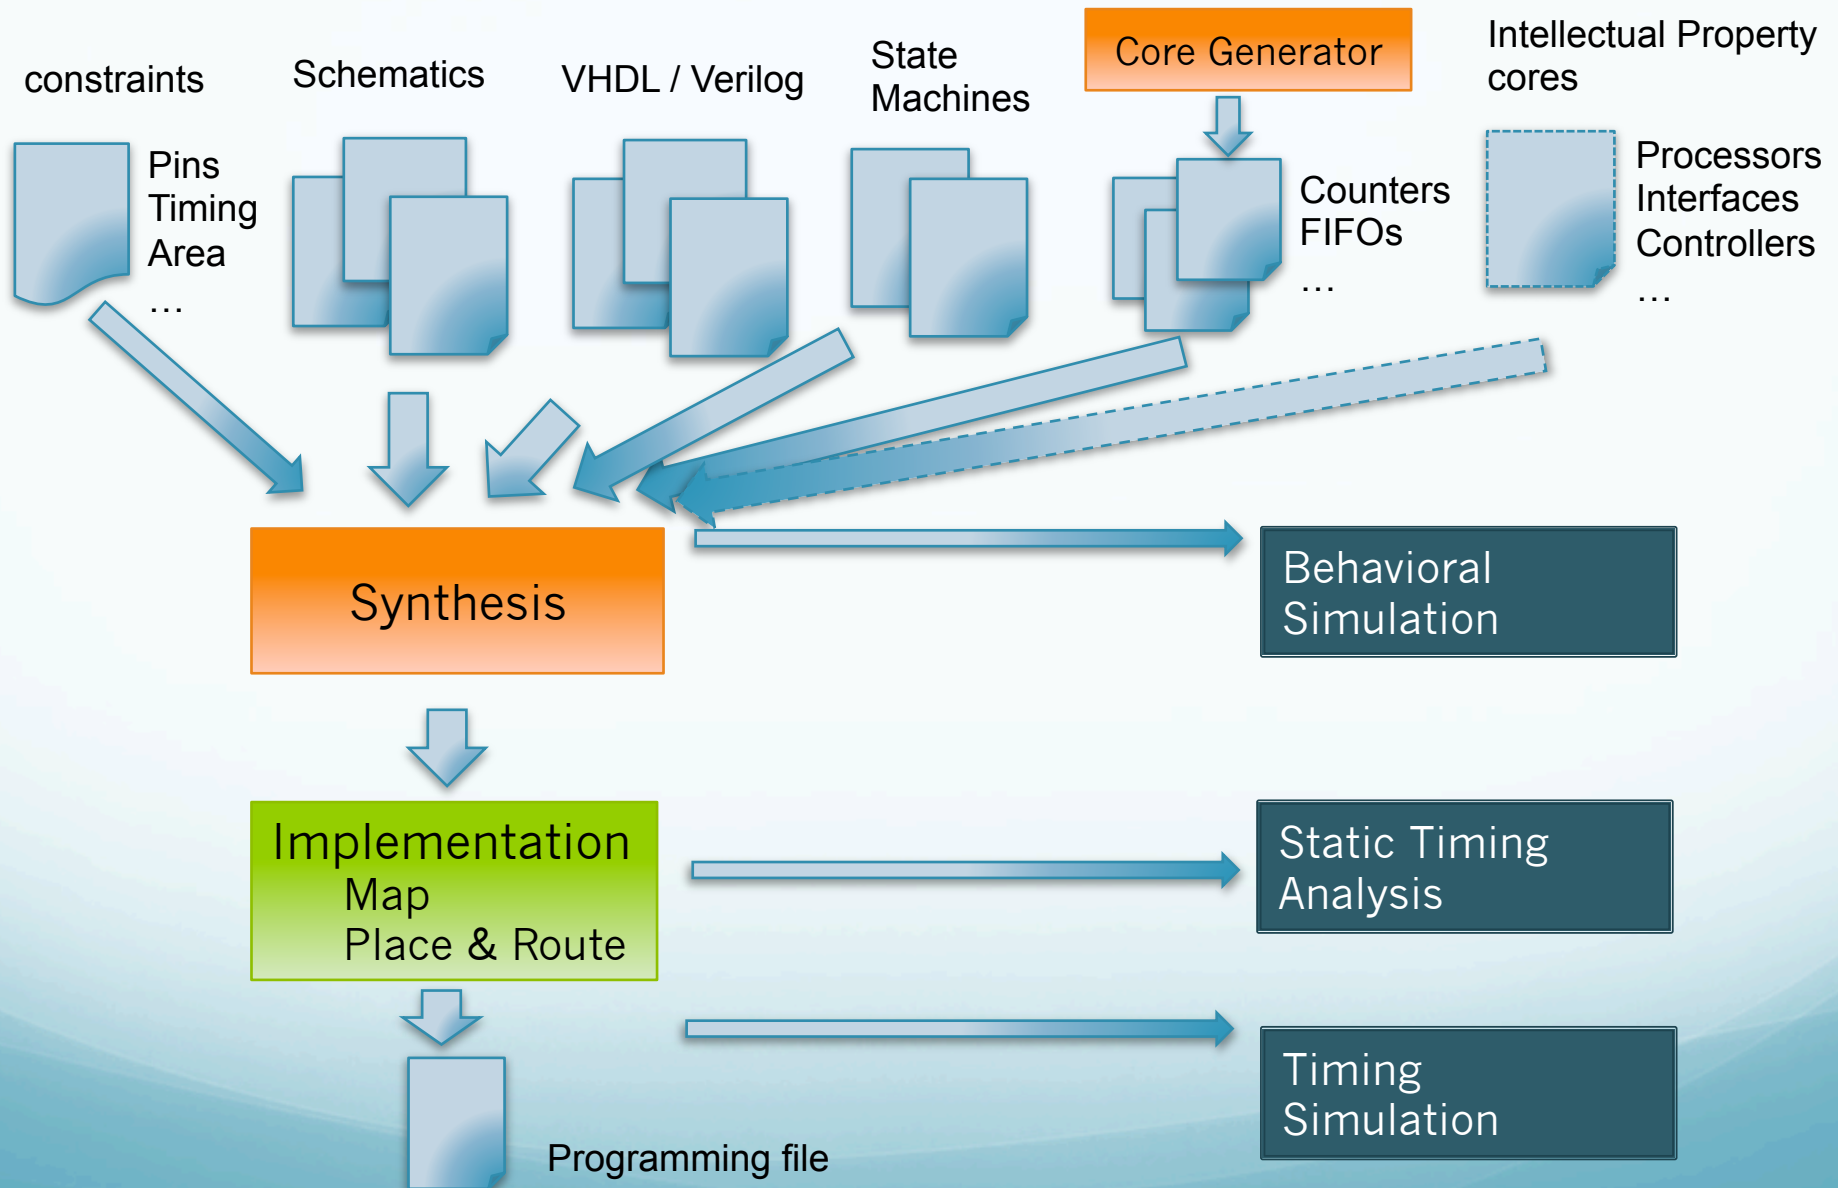 constraints
Schematics
VHDL / Verilog
State
Machines
Core Generator
Intellectual Property
cores
Pins
Timing
Area
…
Counters
FIFOs
…
Processors
Interfaces
Controllers
…
Synthesis
Behavioral
Simulation
Implementation
Map
Place & Route
Static Timing
Analysis
Timing
Simulation
Programming file